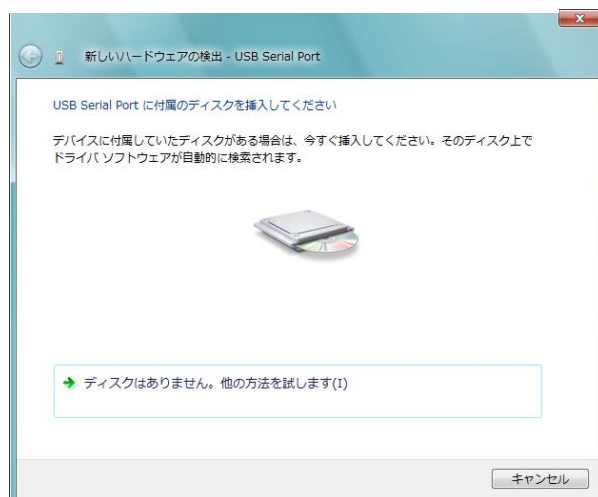 新しいハードウェアの検出 - USB Serial Port
USB Serial Port に付属のディスクを挿入してください
デバイスに付属していたディスクがある場合は、今すぐ挿入してください。そのディスク上で
ドライバ ソフトウェアが自動的に検索されます。
ディスクはありません。他の方法を試します(I)
キャンセル